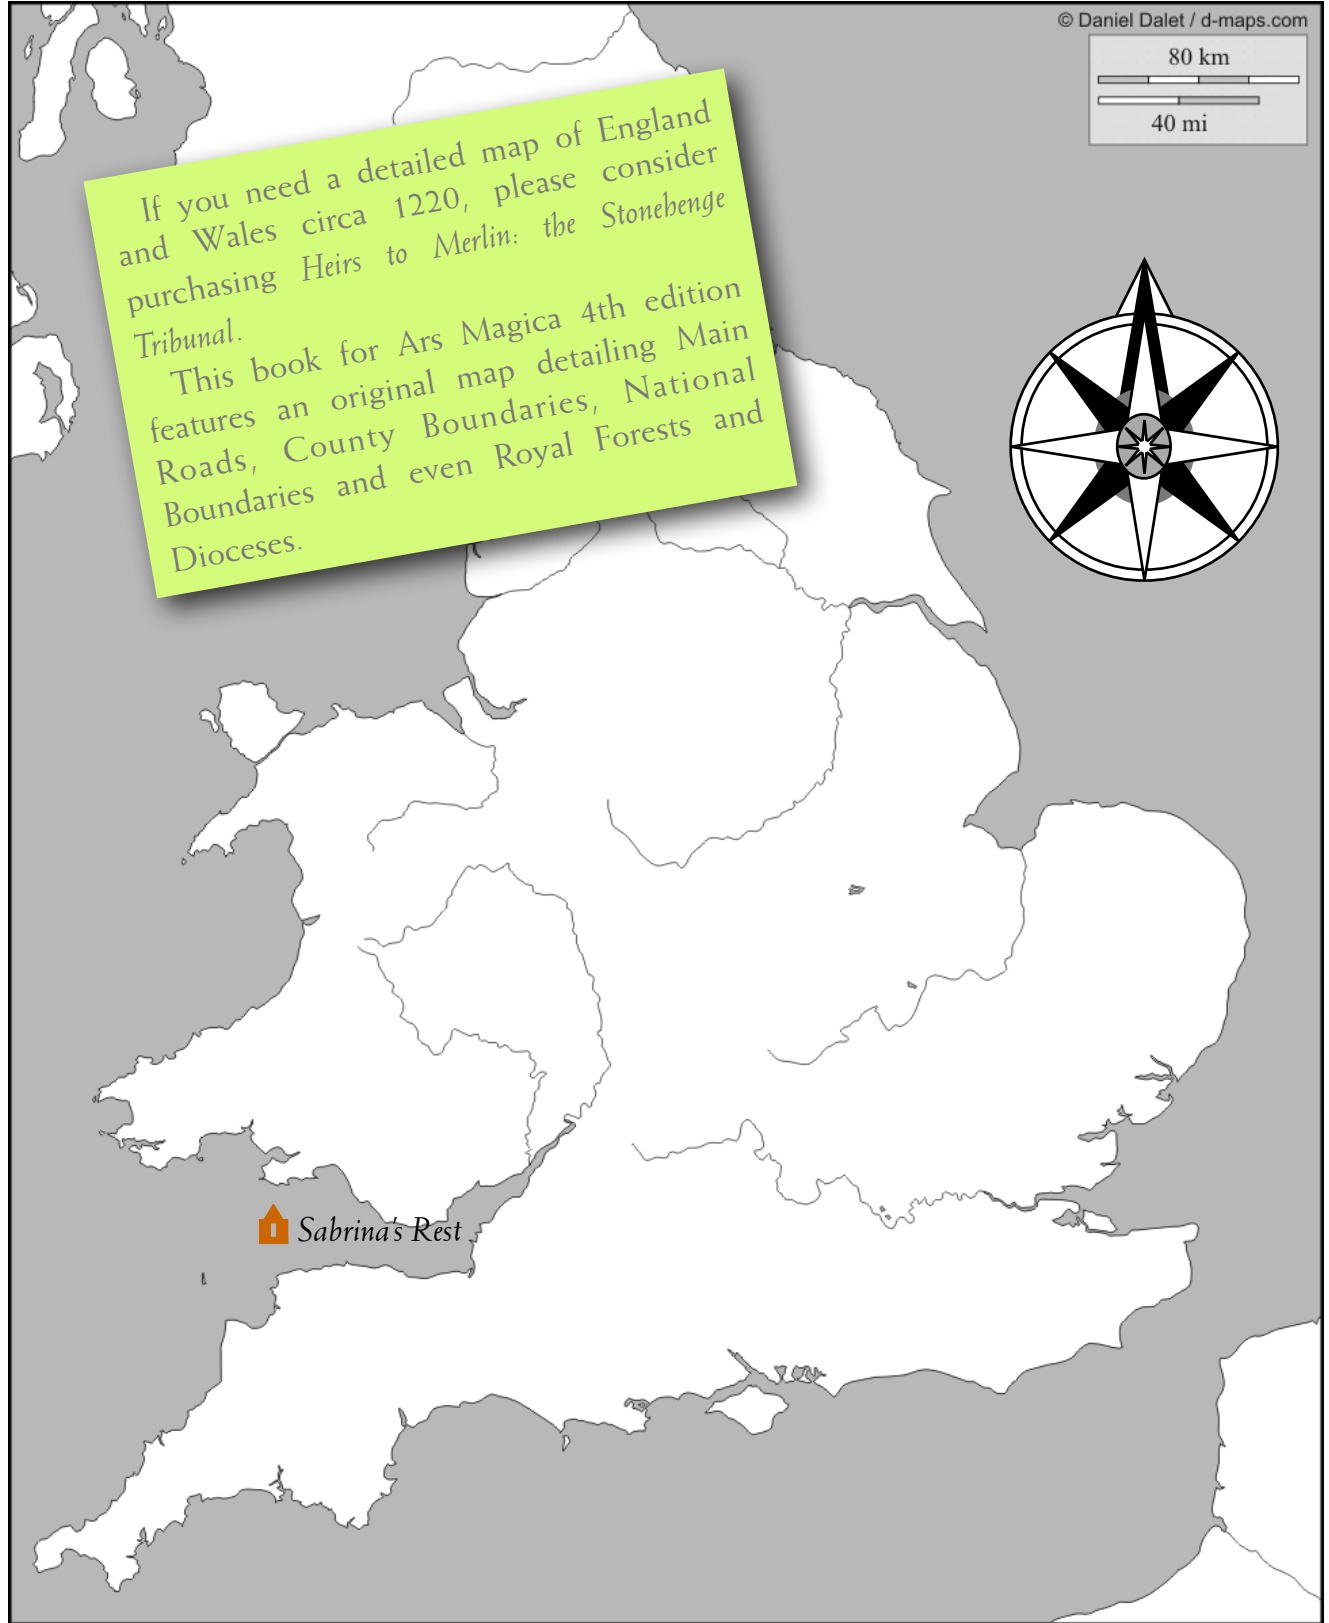 © Daniel Dalet / d-maps.com
80 km
40 mi
If you need a detailed map of England
and Wales circa 1220, please consider
purchasing Heirs to Merlin: the Stonehenge
Tribunal.
This book for Ars Magica 4th edition
features an original map detailing Main
Roads, County Boundaries, National
Boundaries and even Royal Forests and
Dioceses.
Sabrina's Rest